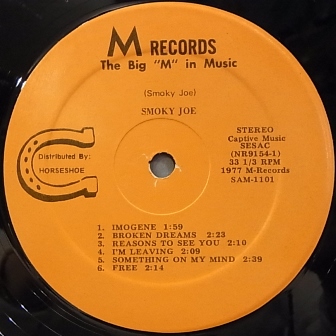 M RECORDS
The Big "M" in Music
(Smoky Joe)
SMOKY JOE
Distributed By:
HORSESHOE
STEREO
Captive Music
SESAC
(NR9154-1)
33 1/3 RPM
1977 M-Records
SAM-1101
1. IMOGENE 1:59
2. BROKEN DREAMS 2:23
3. REASONS TO SEE YOU 2:10
4. I'M LEAVING 2:09
5. SOMETHING ON MY MIND 2:39
6. FREE 2:14